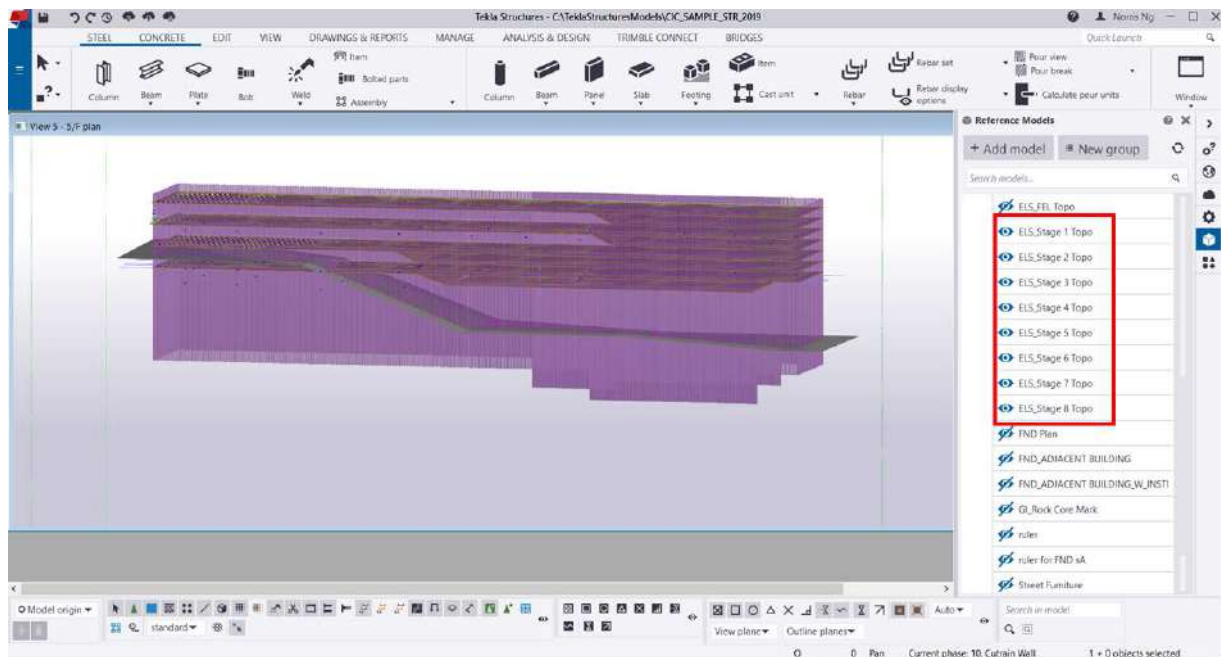 Tekla Structures - C:\TeklaStructuresModels\CIC_SAMPLE_STR_2019
Norris Ng
STEEL CONCRETE EDIT VIEW DRAWINGS & REPORTS MANAGE ANALYSIS & DESIGN TRIMBLE CONNECT BRIDGES
Quick Launch
Item
Bolted parts
Assembly
Column Beam Plate Bolt Weld
Column Beam Panel Slab Footing
Item
Cast unit
Rebar
Rebar set
Rebar display options
Pour view
Pour break
Calculate pour units
Window
View 5 - 5/F plan
Reference Models
+ Add model
New group
Search models...
ELS_FEL Topo
ELS_Stage 1 Topo
ELS_Stage 2 Topo
ELS_Stage 3 Topo
ELS_Stage 4 Topo
ELS_Stage 5 Topo
ELS_Stage 6 Topo
ELS_Stage 7 Topo
ELS_Stage 8 Topo
FND Plan
FND_ADJACENT BUILDING
FND_ADJACENT BUILDING_W_INSTI
GI_Rock Core Mark
ruler
ruler for FND sA
Street Furniture
Model origin
Auto
Search in model
standard
View plane
Outline planes
O 0 Pan Current phase: 10, Cutrain Wall 1 + 0 objects selected